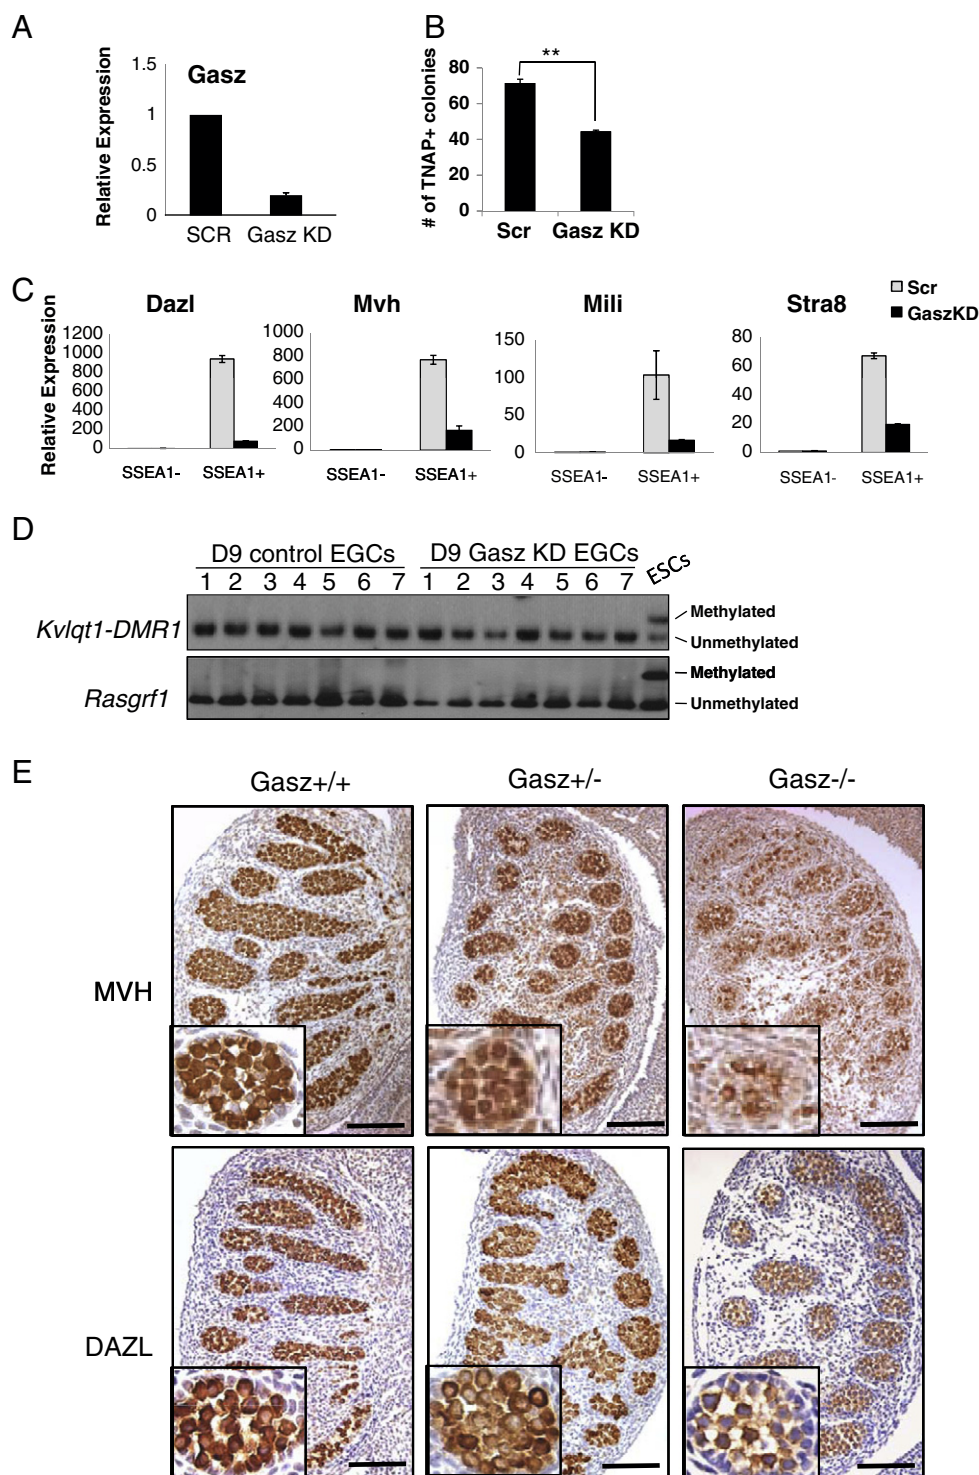 A
Relative Expression
1.5
1
0.5
0
Gasz
SCR Gasz KD
B
# of TNAP+ colonies
80
60
40
20
0
**
Scr Gasz KD
C
Relative Expression
Dazl
1200
1000
800
600
400
200
0
SSEA1- SSEA1+
Mvh
1000
800
600
400
200
0
SSEA1- SSEA1+
Mili
150
100
50
0
SSEA1- SSEA1+
Stra8
80
60
40
20
0
SSEA1- SSEA1+
Scr
GaszKD
D
D9 control EGCs D9 Gasz KD EGCs ESCs
1 2 3 4 5 6 7 1 2 3 4 5 6 7
Kvlqt1-DMR1
Methylated
Unmethylated
Rasgrf1
Methylated
Unmethylated
E
Gasz+/+ Gasz+/- Gasz-/-
MVH
DAZL